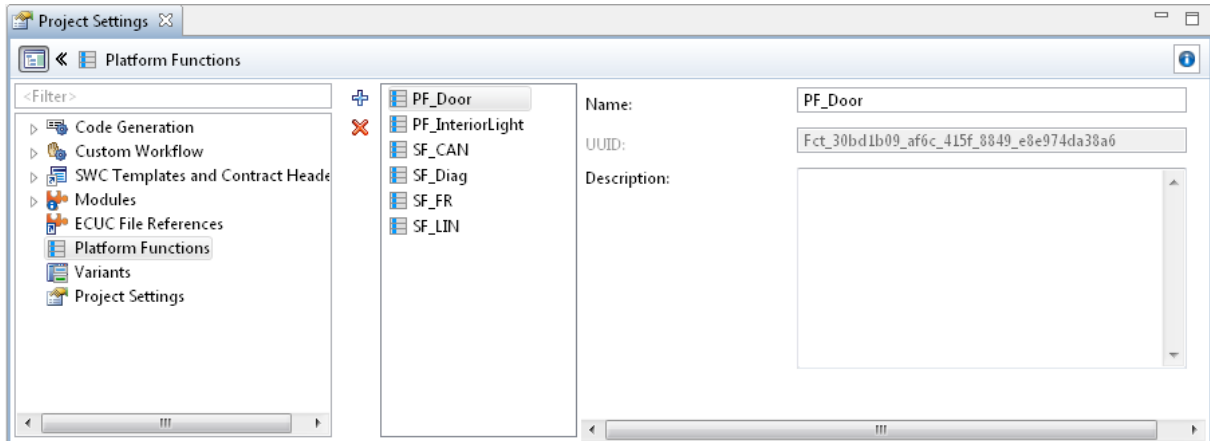 Project Settings
Platform Functions
<Filter>
Code Generation
Custom Workflow
SWC Templates and Contract Heade
Modules
ECUC File References
Platform Functions
Variants
Project Settings
PF_Door
PF_InteriorLight
SF_CAN
SF_Diag
SF_FR
SF_LIN
Name: PF_Door
UUID: Fct_30bd1b09_af6c_415f_8849_e8e974da38a6
Description: